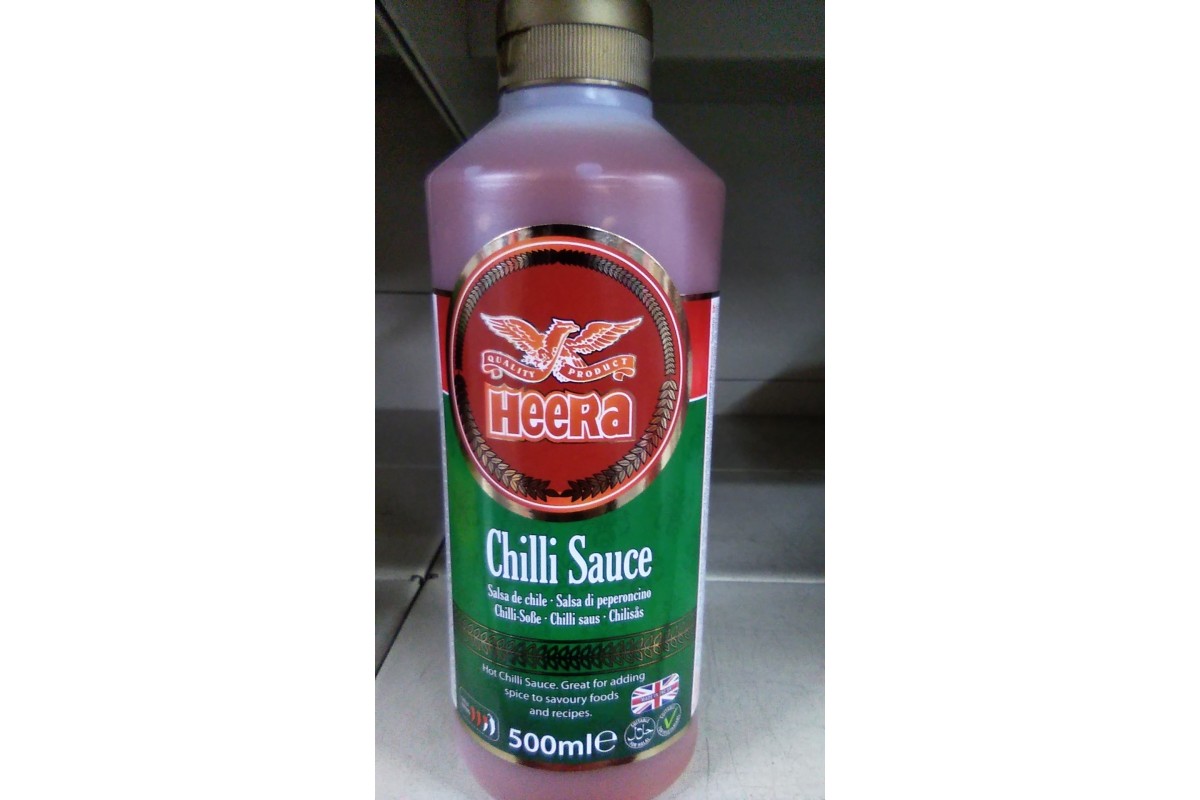 QUALITY PRODUCT
HeeRa
Chilli Sauce
Salsa de chile · Salsa di peperoncino
Chilli-Soße · Chilli saus · Chilisås
Hot Chilli Sauce. Great for adding
spice to savoury foods
and recipes.
500ml℮
حلال